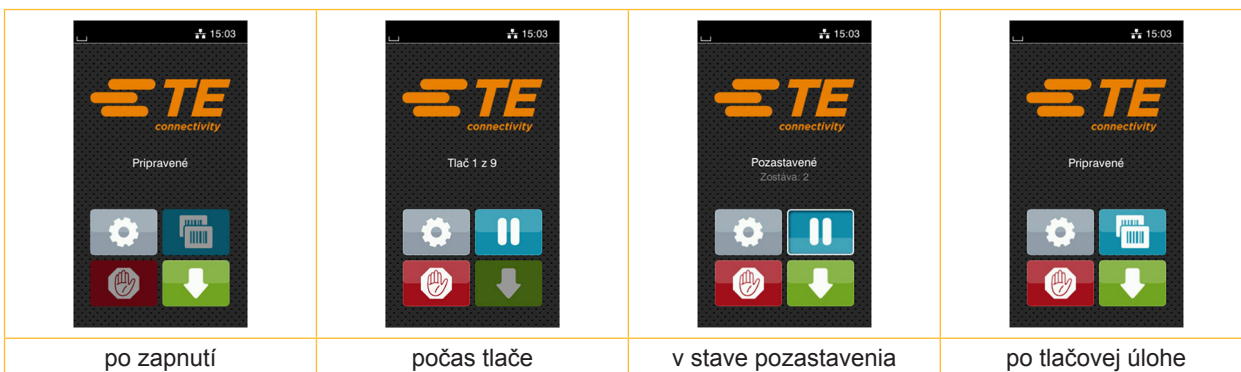 15:03
TE
connectivity
Pripravené
po zapnutí
15:03
TE
connectivity
Tlač 1 z 9
počas tlače
15:03
TE
connectivity
Pozastavené
Zostáva: 2
v stave pozastavenia
15:03
TE
connectivity
Pripravené
po tlačovej úlohe